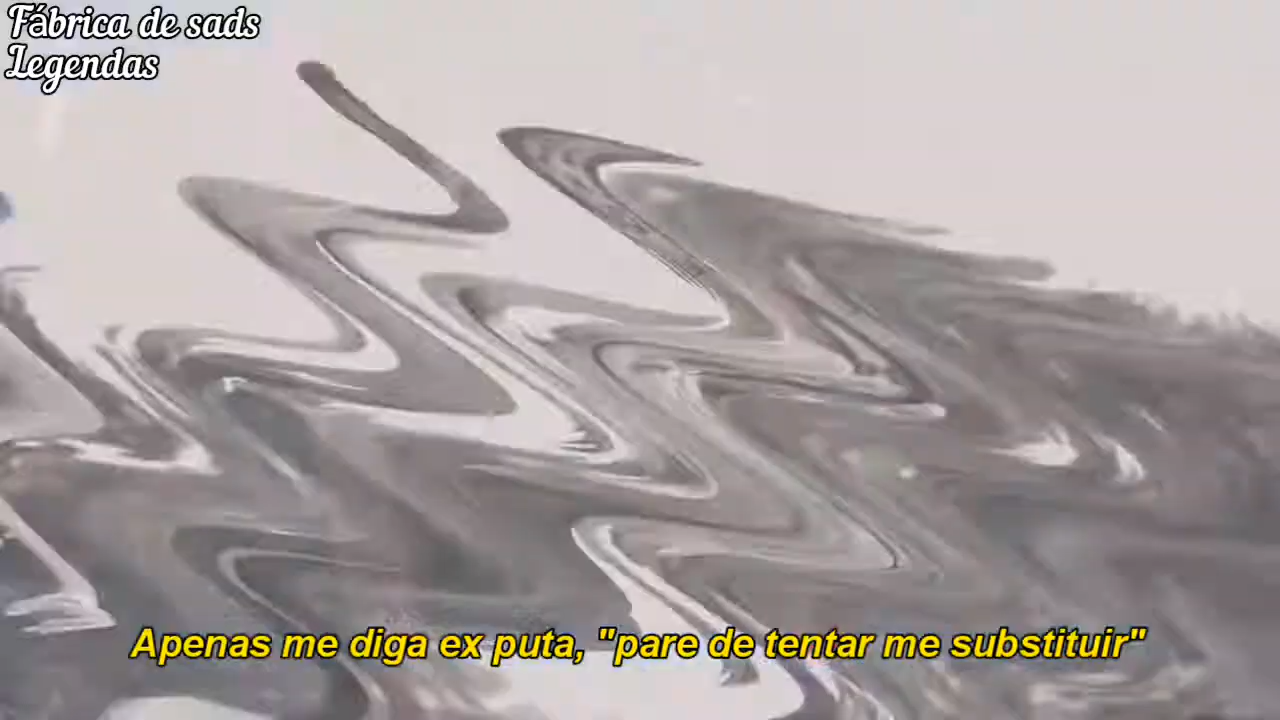 Fábrica de sads
Legendas
Apenas me diga ex puta, "pare de tentar me substituir"